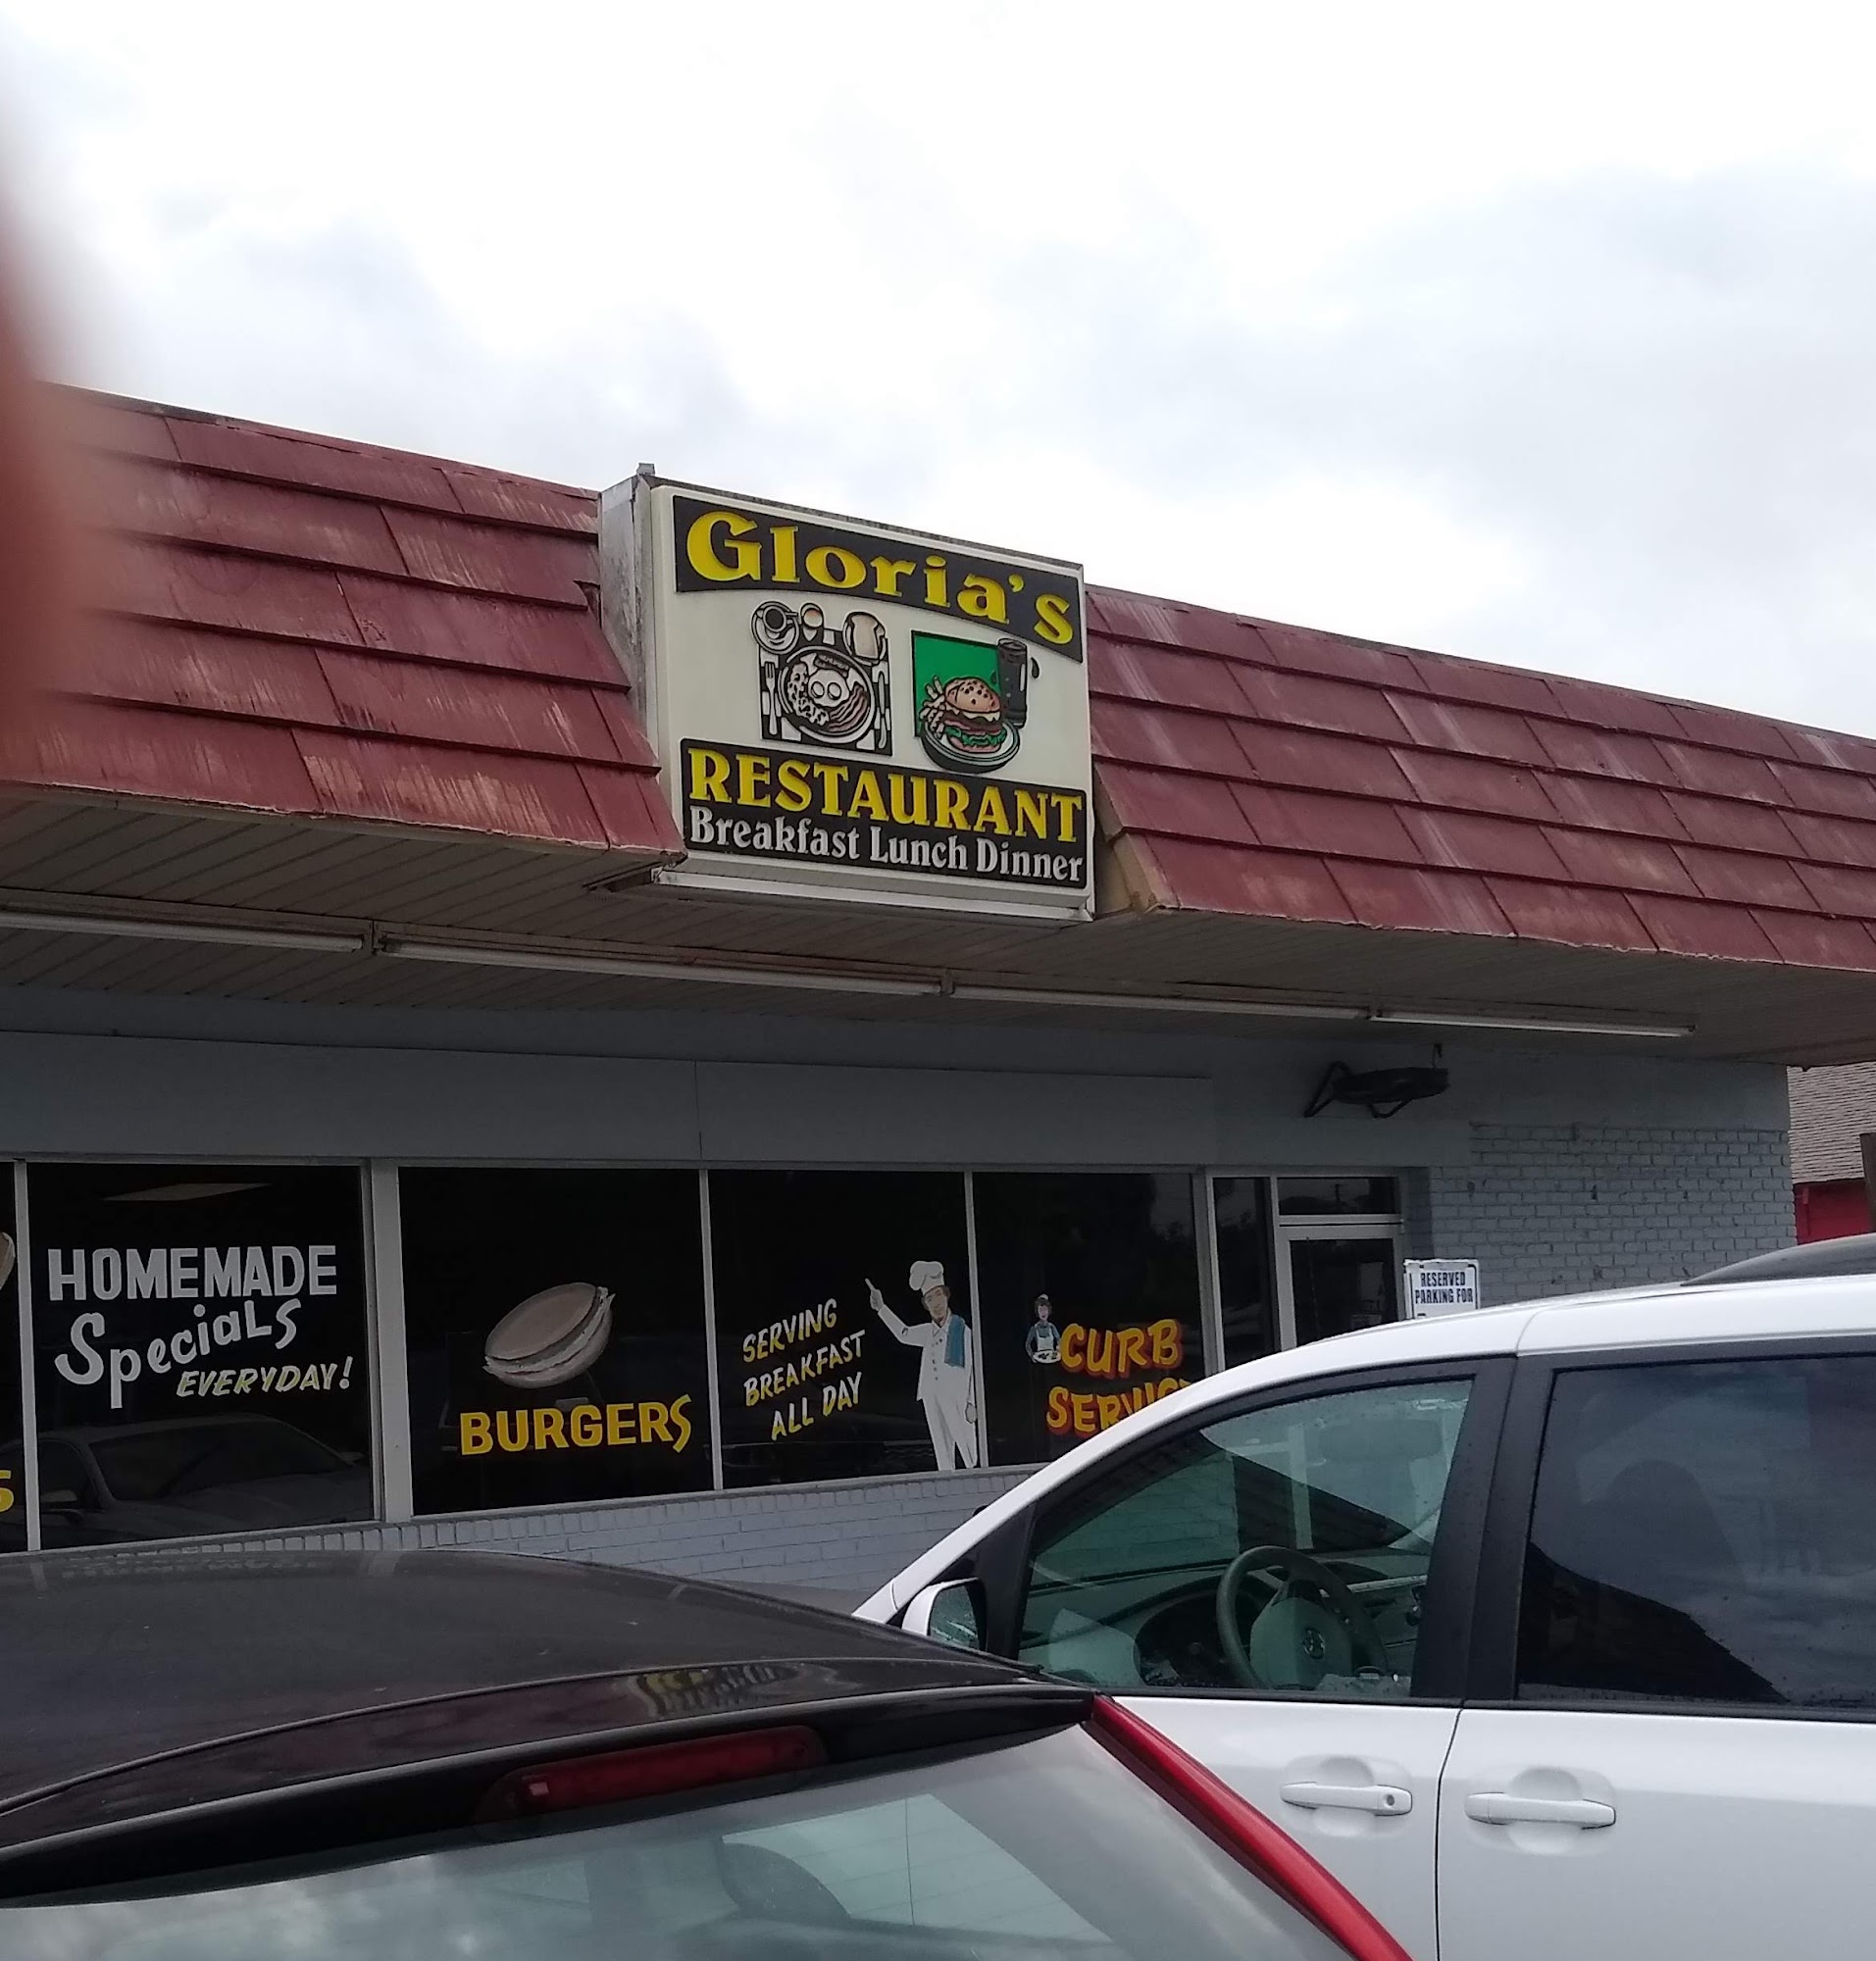 Gloria's
RESTAURANT
Breakfast Lunch Dinner
HOMEMADE
Specials
EVERYDAY!
BURGERS
SERVING
BREAKFAST
ALL DAY
CURB
RESERVED
PARKING FOR